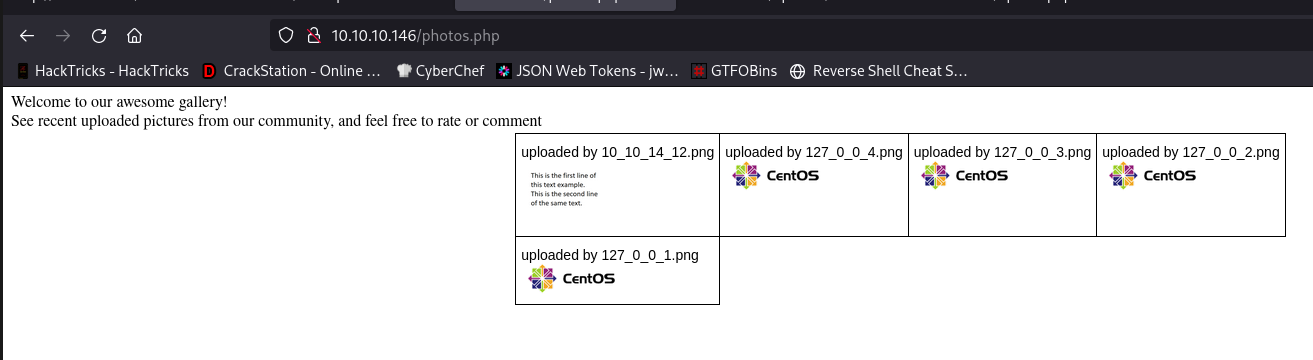 10.10.10.146/photos.php
HackTricks - HackTricks CrackStation - Online ... CyberChef JSON Web Tokens - jw... GTFOBins Reverse Shell Cheat S...
Welcome to our awesome gallery!
See recent uploaded pictures from our community, and feel free to rate or comment
uploaded by 10_10_14_12.png uploaded by 127_0_0_4.png uploaded by 127_0_0_3.png uploaded by 127_0_0_2.png
CentOS CentOS CentOS
This is the first line of
this text example.
This is the second line
of the same text.
uploaded by 127_0_0_1.png
CentOS